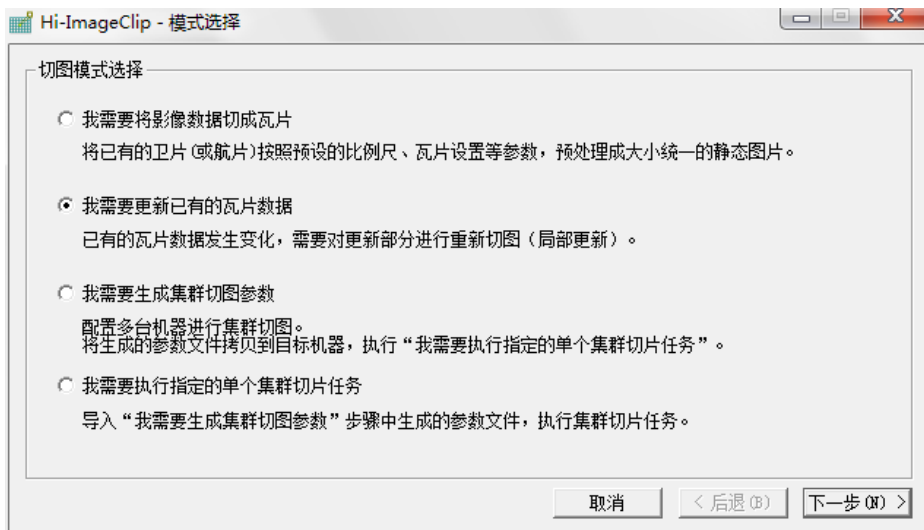 Hi-ImageClip - 模式选择
切图模式选择
我需要将影像数据切成瓦片
将已有的卫片(或航片)按照预设的比例尺、瓦片设置等参数，预处理成大小统一的静态图片。
我需要更新已有的瓦片数据
已有的瓦片数据发生变化，需要对更新部分进行重新切图（局部更新）。
我需要生成集群切图参数
配置多台机器进行集群切图。
将生成的参数文件拷贝到目标机器，执行“我需要执行指定的单个集群切片任务”。
我需要执行指定的单个集群切片任务
导入“我需要生成集群切图参数”步骤中生成的参数文件，执行集群切片任务。
取消 < 后退(B) 下一步(N) >